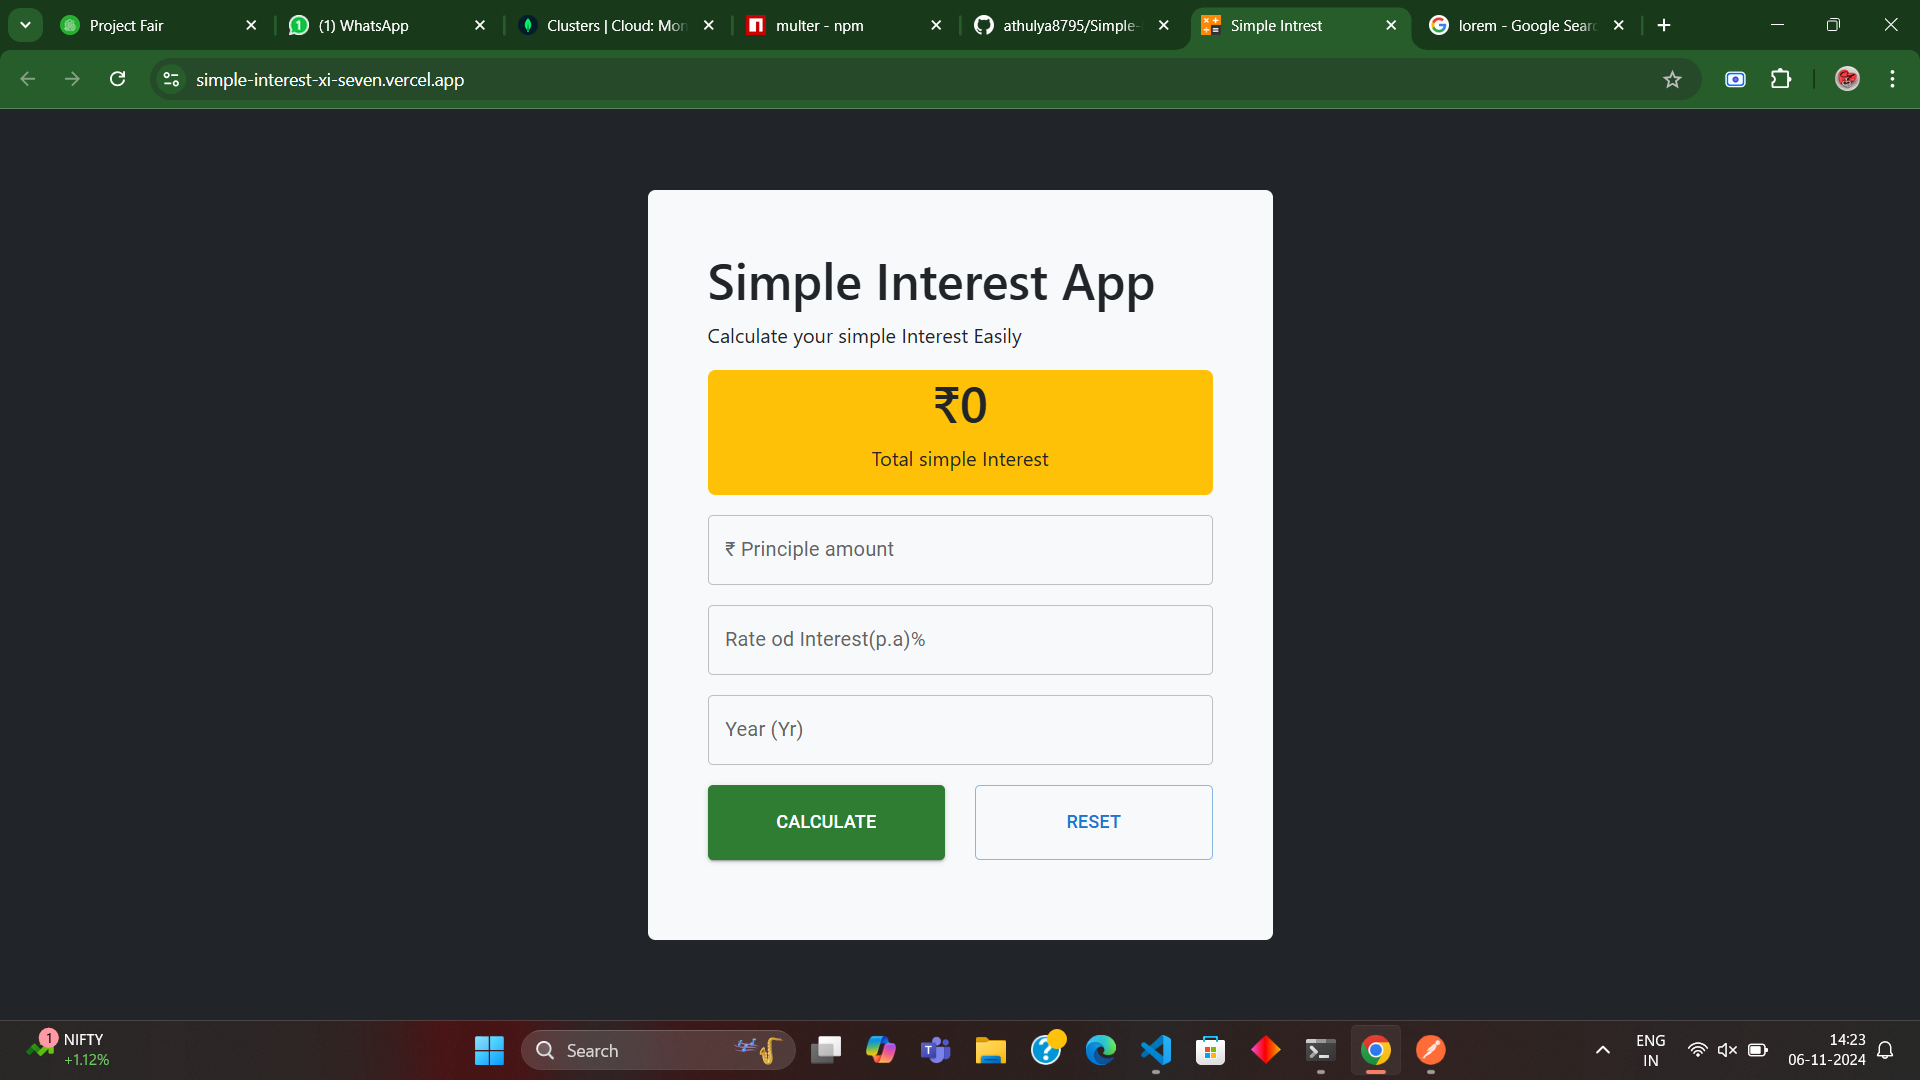 Project Fair
(1) WhatsApp
Clusters | Cloud: Mon
multer - npm
athulya8795/Simple-
Simple Intrest
lorem - Google Sear
simple-interest-xi-seven.vercel.app
Simple Interest App
Calculate your simple Interest Easily
₹0
Total simple Interest
₹ Principle amount
Rate od Interest(p.a)%
Year (Yr)
CALCULATE
RESET
1
NIFTY
+1.12%
Search
ENG
IN
14:23
06-11-2024